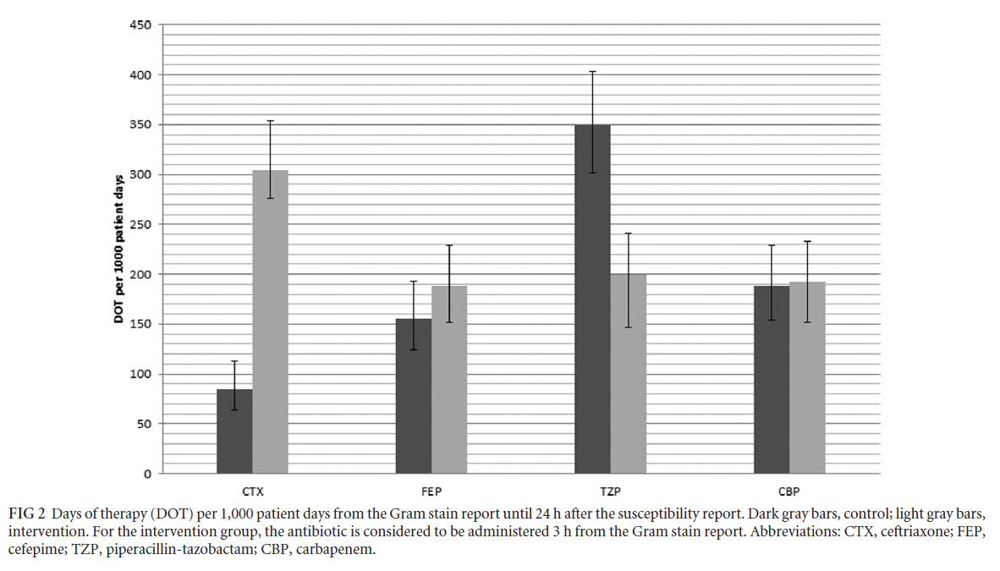 450
400
350
300
250
200
150
100
50
0
DOT per 1000 patient days
CTX FEP TZP CBP
FIG 2 Days of therapy (DOT) per 1,000 patient days from the Gram stain report until 24 h after the susceptibility report. Dark gray bars, control; light gray bars,
intervention. For the intervention group, the antibiotic is considered to be administered 3 h from the Gram stain report. Abbreviations: CTX, ceftriaxone; FEP,
cefepime; TZP, piperacillin-tazobactam; CBP, carbapenem.